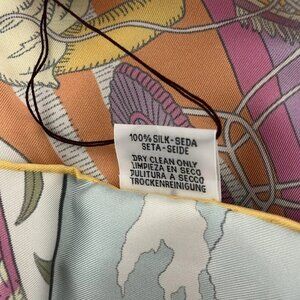 100% SILK-SEDA
SETA-SEIDE
DRY CLEAN ONLY
LIMPIEZA EN SECO
PULITURA A SECCO
TROCKENREINIGUNG